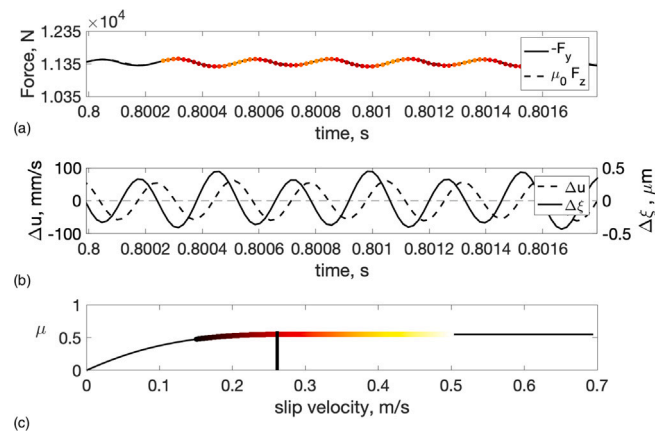 × 10⁴
1.235
1.135
1.035
Force, N
-F_y
μ₀ F_z
0.8 0.8002 0.8004 0.8006 0.8008 0.801 0.8012 0.8014 0.8016
time, s
(a)
100
0
-100
Δu, mm/s
0.5
0
-0.5
Δξ, μm
Δu
Δξ
0.8 0.8002 0.8004 0.8006 0.8008 0.801 0.8012 0.8014 0.8016
time, s
(b)
1
0.5
0
μ
0 0.1 0.2 0.3 0.4 0.5 0.6 0.7
slip velocity, m/s
(c)